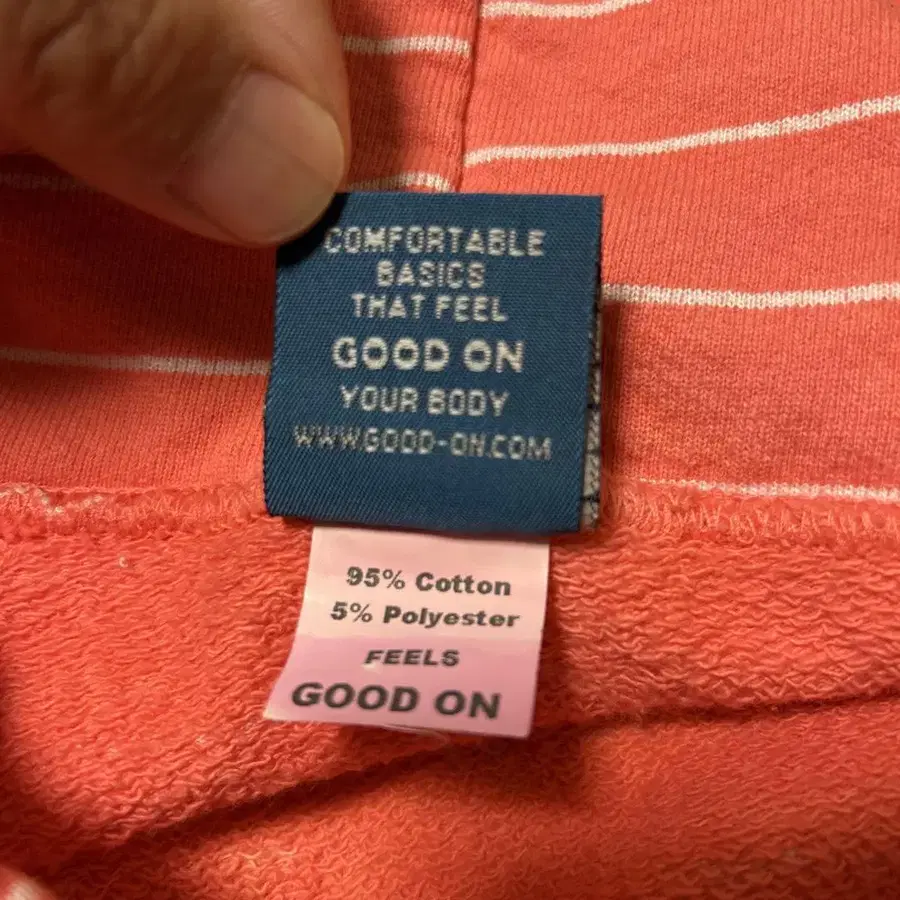 COMFORTABLE
BASICS
THAT FEEL
GOOD ON
YOUR BODY
WWW.GOOD-ON.COM
95% Cotton
5% Polyester
FEELS
GOOD ON